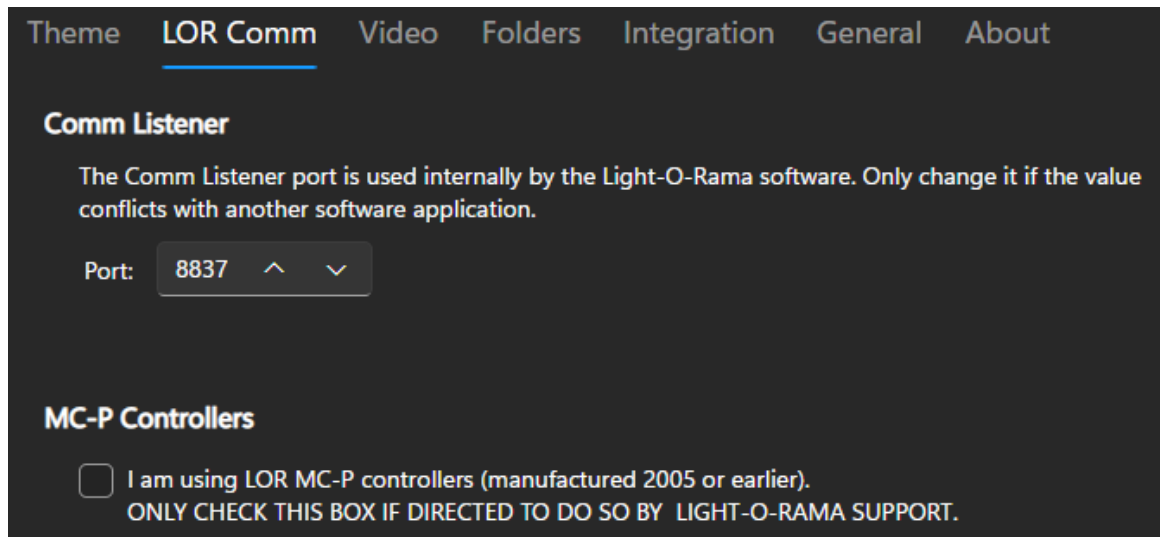 Theme LOR Comm Video Folders Integration General About
Comm Listener
The Comm Listener port is used internally by the Light-O-Rama software. Only change it if the value
conflicts with another software application.
Port: 8837
MC-P Controllers
I am using LOR MC-P controllers (manufactured 2005 or earlier).
ONLY CHECK THIS BOX IF DIRECTED TO DO SO BY  LIGHT-O-RAMA SUPPORT.